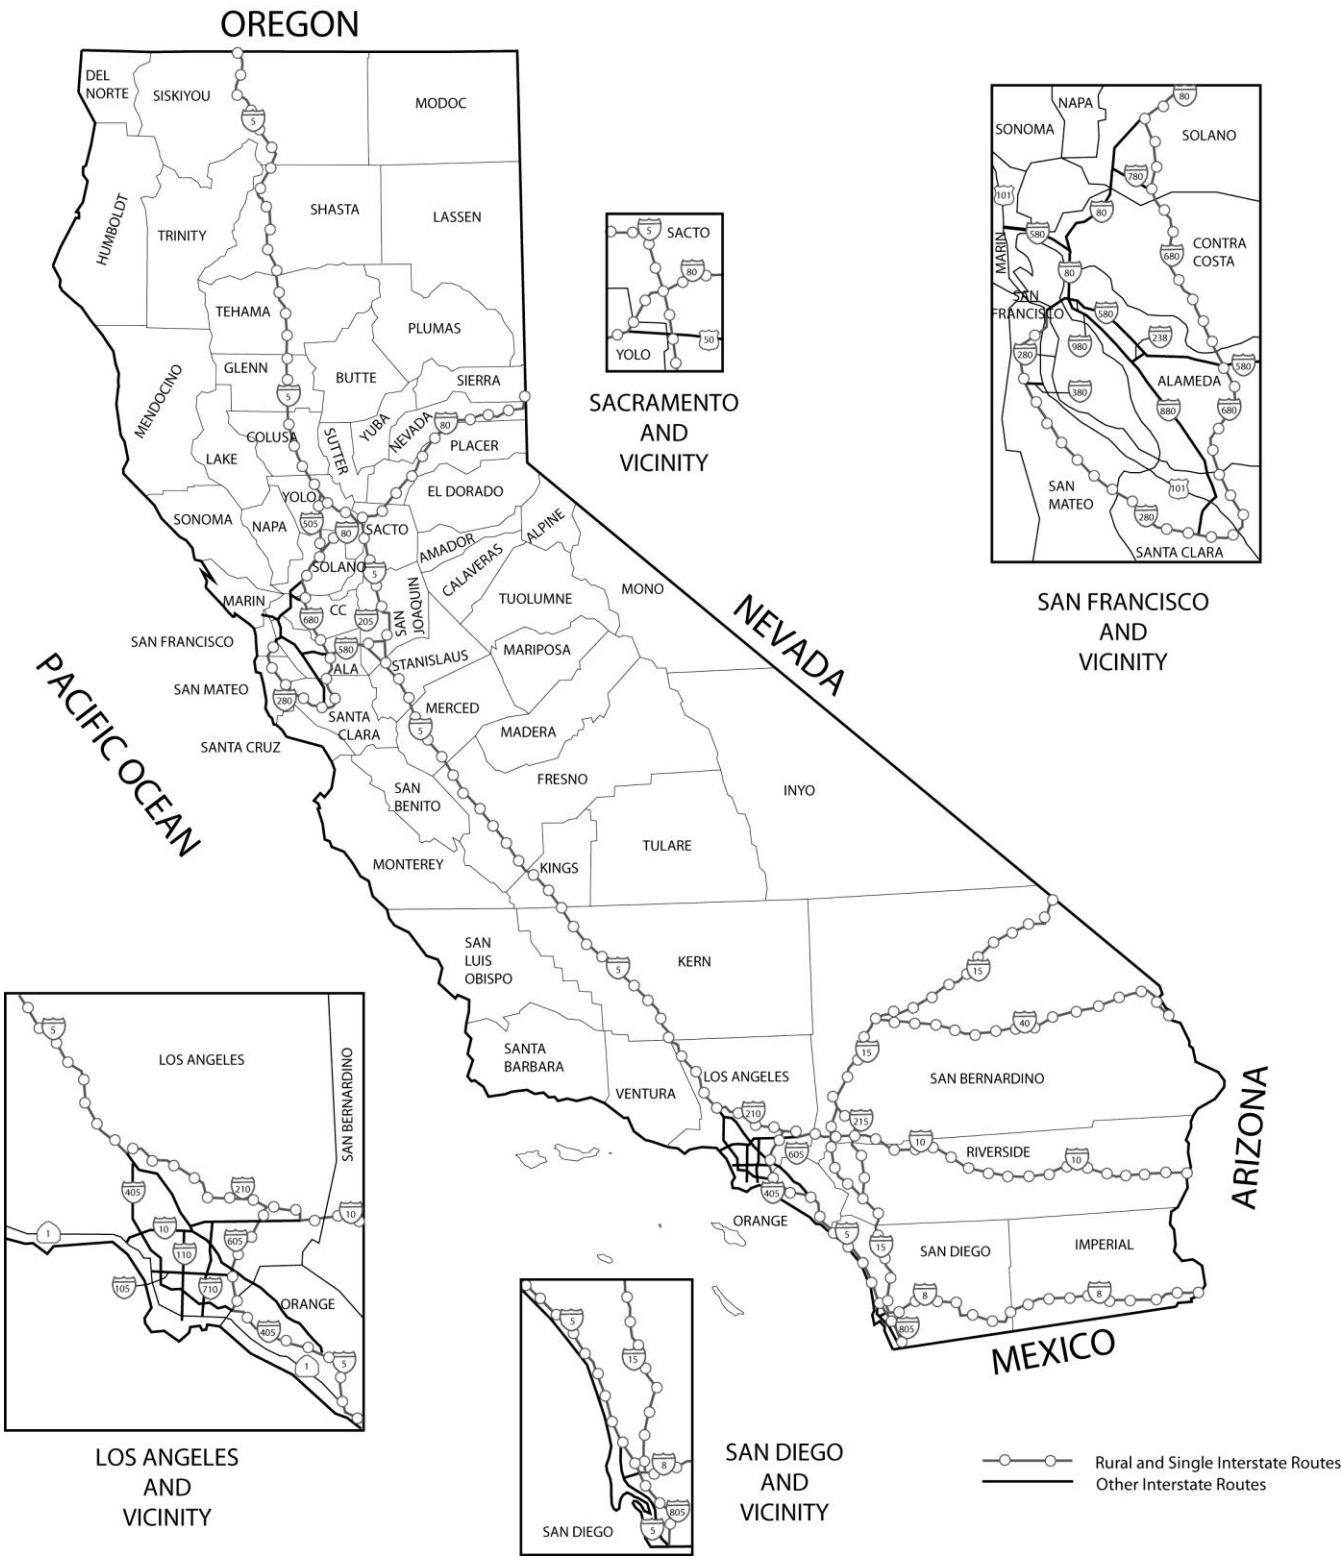 OREGON
DEL
NORTE
SISKIYOU
MODOC
5
HUMBOLDT
TRINITY
SHASTA
LASSEN
TEHAMA
PLUMAS
GLENN
BUTTE
SIERRA
MENDOCINO
5
COLUSA
SUTTER
YUBA
NEVADA
80
PLACER
LAKE
YOLO
EL DORADO
SONOMA
NAPA
505
80
SACTO
AMADOR
ALPINE
SOLANO
5
CALAVERAS
MARIN
CC
SAN
JOAQUIN
TUOLUMNE
MONO
680
205
SAN FRANCISCO
580
ALA
STANISLAUS
MARIPOSA
SAN MATEO
280
SANTA
CLARA
MERCED
5
MADERA
SANTA CRUZ
FRESNO
SAN
BENITO
INYO
MONTEREY
KINGS
TULARE
SAN
LUIS
OBISPO
5
KERN
15
40
15
SANTA
BARBARA
VENTURA
LOS ANGELES
SAN BERNARDINO
210
215
605
10
RIVERSIDE
10
405
ORANGE
5
15
SAN DIEGO
IMPERIAL
8
8
805
NEVADA
PACIFIC OCEAN
ARIZONA
MEXICO
5
SACTO
80
YOLO
50
SACRAMENTO
AND
VICINITY
NAPA
80
SONOMA
SOLANO
780
101
80
580
MARIN
CONTRA
COSTA
680
80
SAN
FRANCISCO
580
238
280
980
580
ALAMEDA
380
880
680
SAN
MATEO
101
280
SANTA CLARA
SAN FRANCISCO
AND
VICINITY
5
LOS ANGELES
SAN BERNARDINO
405
210
10
1
10
605
110
105
710
ORANGE
405
1
5
LOS ANGELES
AND
VICINITY
5
15
8
805
5
SAN DIEGO
SAN DIEGO
AND
VICINITY
Rural and Single Interstate Routes
Other Interstate Routes